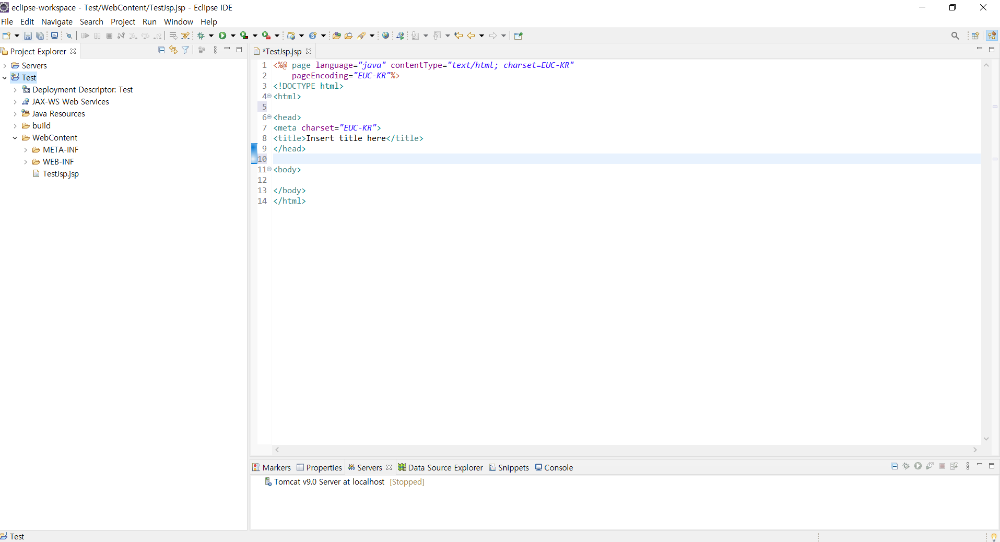 eclipse-workspace - Test/WebContent/TestJsp.jsp - Eclipse IDE
File Edit Navigate Search Project Run Window Help
Project Explorer
Servers
Test
Deployment Descriptor: Test
JAX-WS Web Services
Java Resources
build
WebContent
META-INF
WEB-INF
TestJsp.jsp
*TestJsp.jsp
1 <%@ page language="java" contentType="text/html; charset=EUC-KR"
2 pageEncoding="EUC-KR"%>
3 <!DOCTYPE html>
4 <html>
5
6 <head>
7 <meta charset="EUC-KR">
8 <title>Insert title here</title>
9 </head>
10
11 <body>
12
13 </body>
14 </html>
Markers Properties Servers Data Source Explorer Snippets Console
Tomcat v9.0 Server at localhost [Stopped]
Test